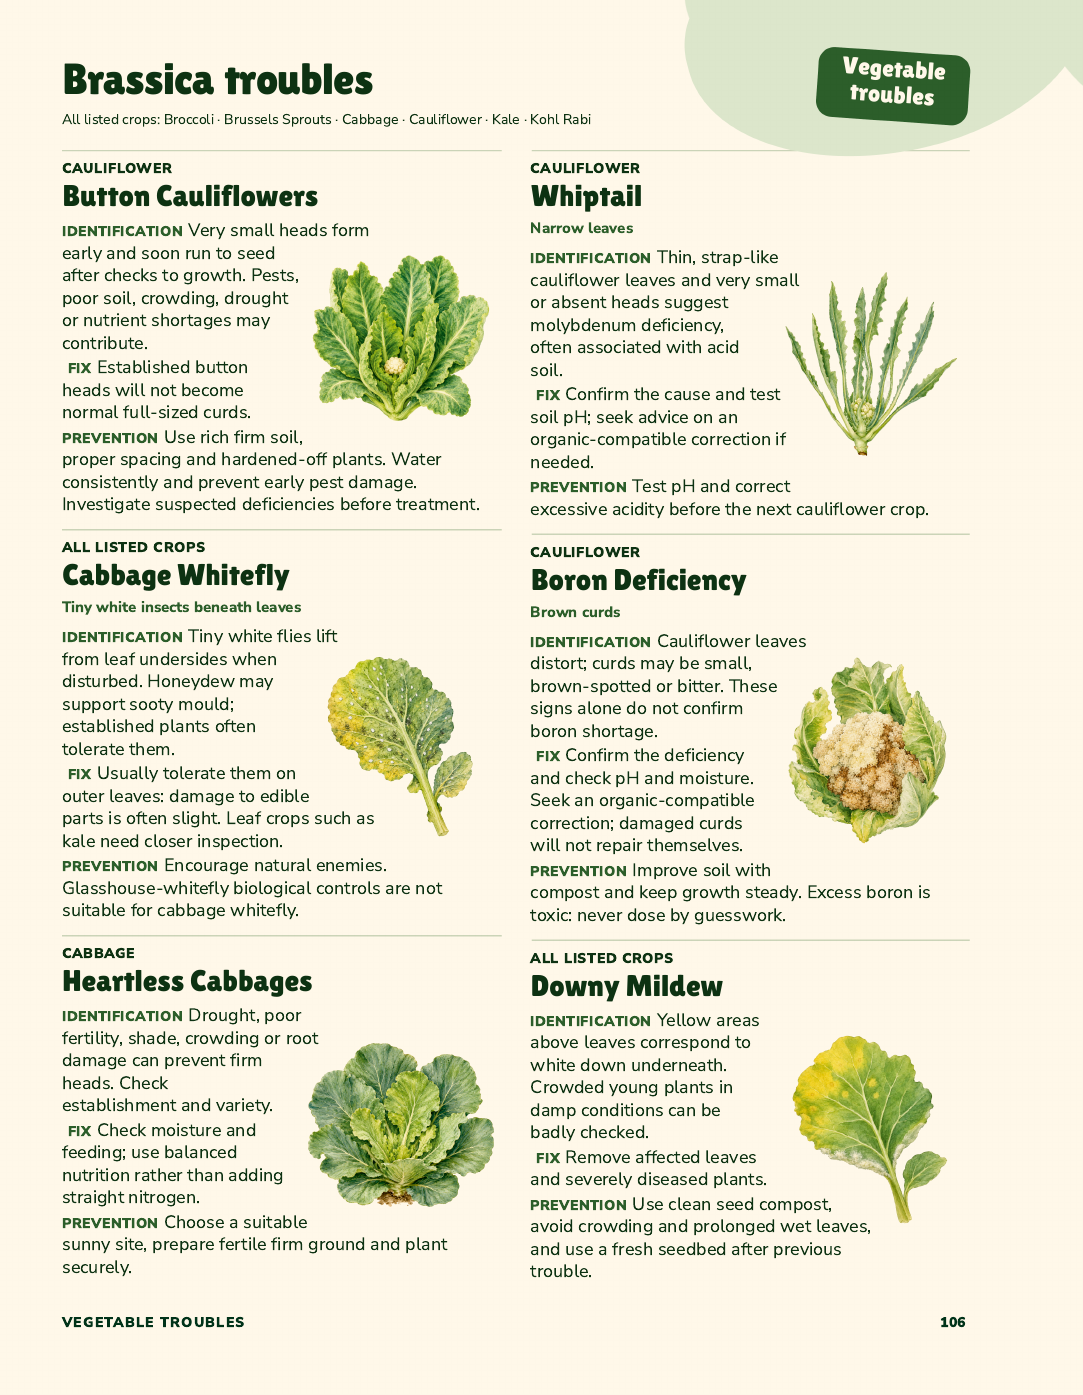 Brassica troubles
Vegetable
troubles
All listed crops: Broccoli · Brussels Sprouts · Cabbage · Cauliflower · Kale · Kohl Rabi
CAULIFLOWER
Button Cauliflowers
IDENTIFICATION Very small heads form
early and soon run to seed
after checks to growth. Pests,
poor soil, crowding, drought
or nutrient shortages may
contribute.
FIX Established button
heads will not become
normal full-sized curds.
PREVENTION Use rich firm soil,
proper spacing and hardened-off plants. Water
consistently and prevent early pest damage.
Investigate suspected deficiencies before treatment.
ALL LISTED CROPS
Cabbage Whitefly
Tiny white insects beneath leaves
IDENTIFICATION Tiny white flies lift
from leaf undersides when
disturbed. Honeydew may
support sooty mould;
established plants often
tolerate them.
FIX Usually tolerate them on
outer leaves: damage to edible
parts is often slight. Leaf crops such as
kale need closer inspection.
PREVENTION Encourage natural enemies.
Glasshouse-whitefly biological controls are not
suitable for cabbage whitefly.
CABBAGE
Heartless Cabbages
IDENTIFICATION Drought, poor
fertility, shade, crowding or root
damage can prevent firm
heads. Check
establishment and variety.
FIX Check moisture and
feeding; use balanced
nutrition rather than adding
straight nitrogen.
PREVENTION Choose a suitable
sunny site, prepare fertile firm ground and plant
securely.
CAULIFLOWER
Whiptail
Narrow leaves
IDENTIFICATION Thin, strap-like
cauliflower leaves and very small
or absent heads suggest
molybdenum deficiency,
often associated with acid
soil.
FIX Confirm the cause and test
soil pH; seek advice on an
organic-compatible correction if
needed.
PREVENTION Test pH and correct
excessive acidity before the next cauliflower crop.
CAULIFLOWER
Boron Deficiency
Brown curds
IDENTIFICATION Cauliflower leaves
distort; curds may be small,
brown-spotted or bitter. These
signs alone do not confirm
boron shortage.
FIX Confirm the deficiency
and check pH and moisture.
Seek an organic-compatible
correction; damaged curds
will not repair themselves.
PREVENTION Improve soil with
compost and keep growth steady. Excess boron is
toxic: never dose by guesswork.
ALL LISTED CROPS
Downy Mildew
IDENTIFICATION Yellow areas
above leaves correspond to
white down underneath.
Crowded young plants in
damp conditions can be
badly checked.
FIX Remove affected leaves
and severely diseased plants.
PREVENTION Use clean seed compost,
avoid crowding and prolonged wet leaves,
and use a fresh seedbed after previous
trouble.
VEGETABLE TROUBLES
106